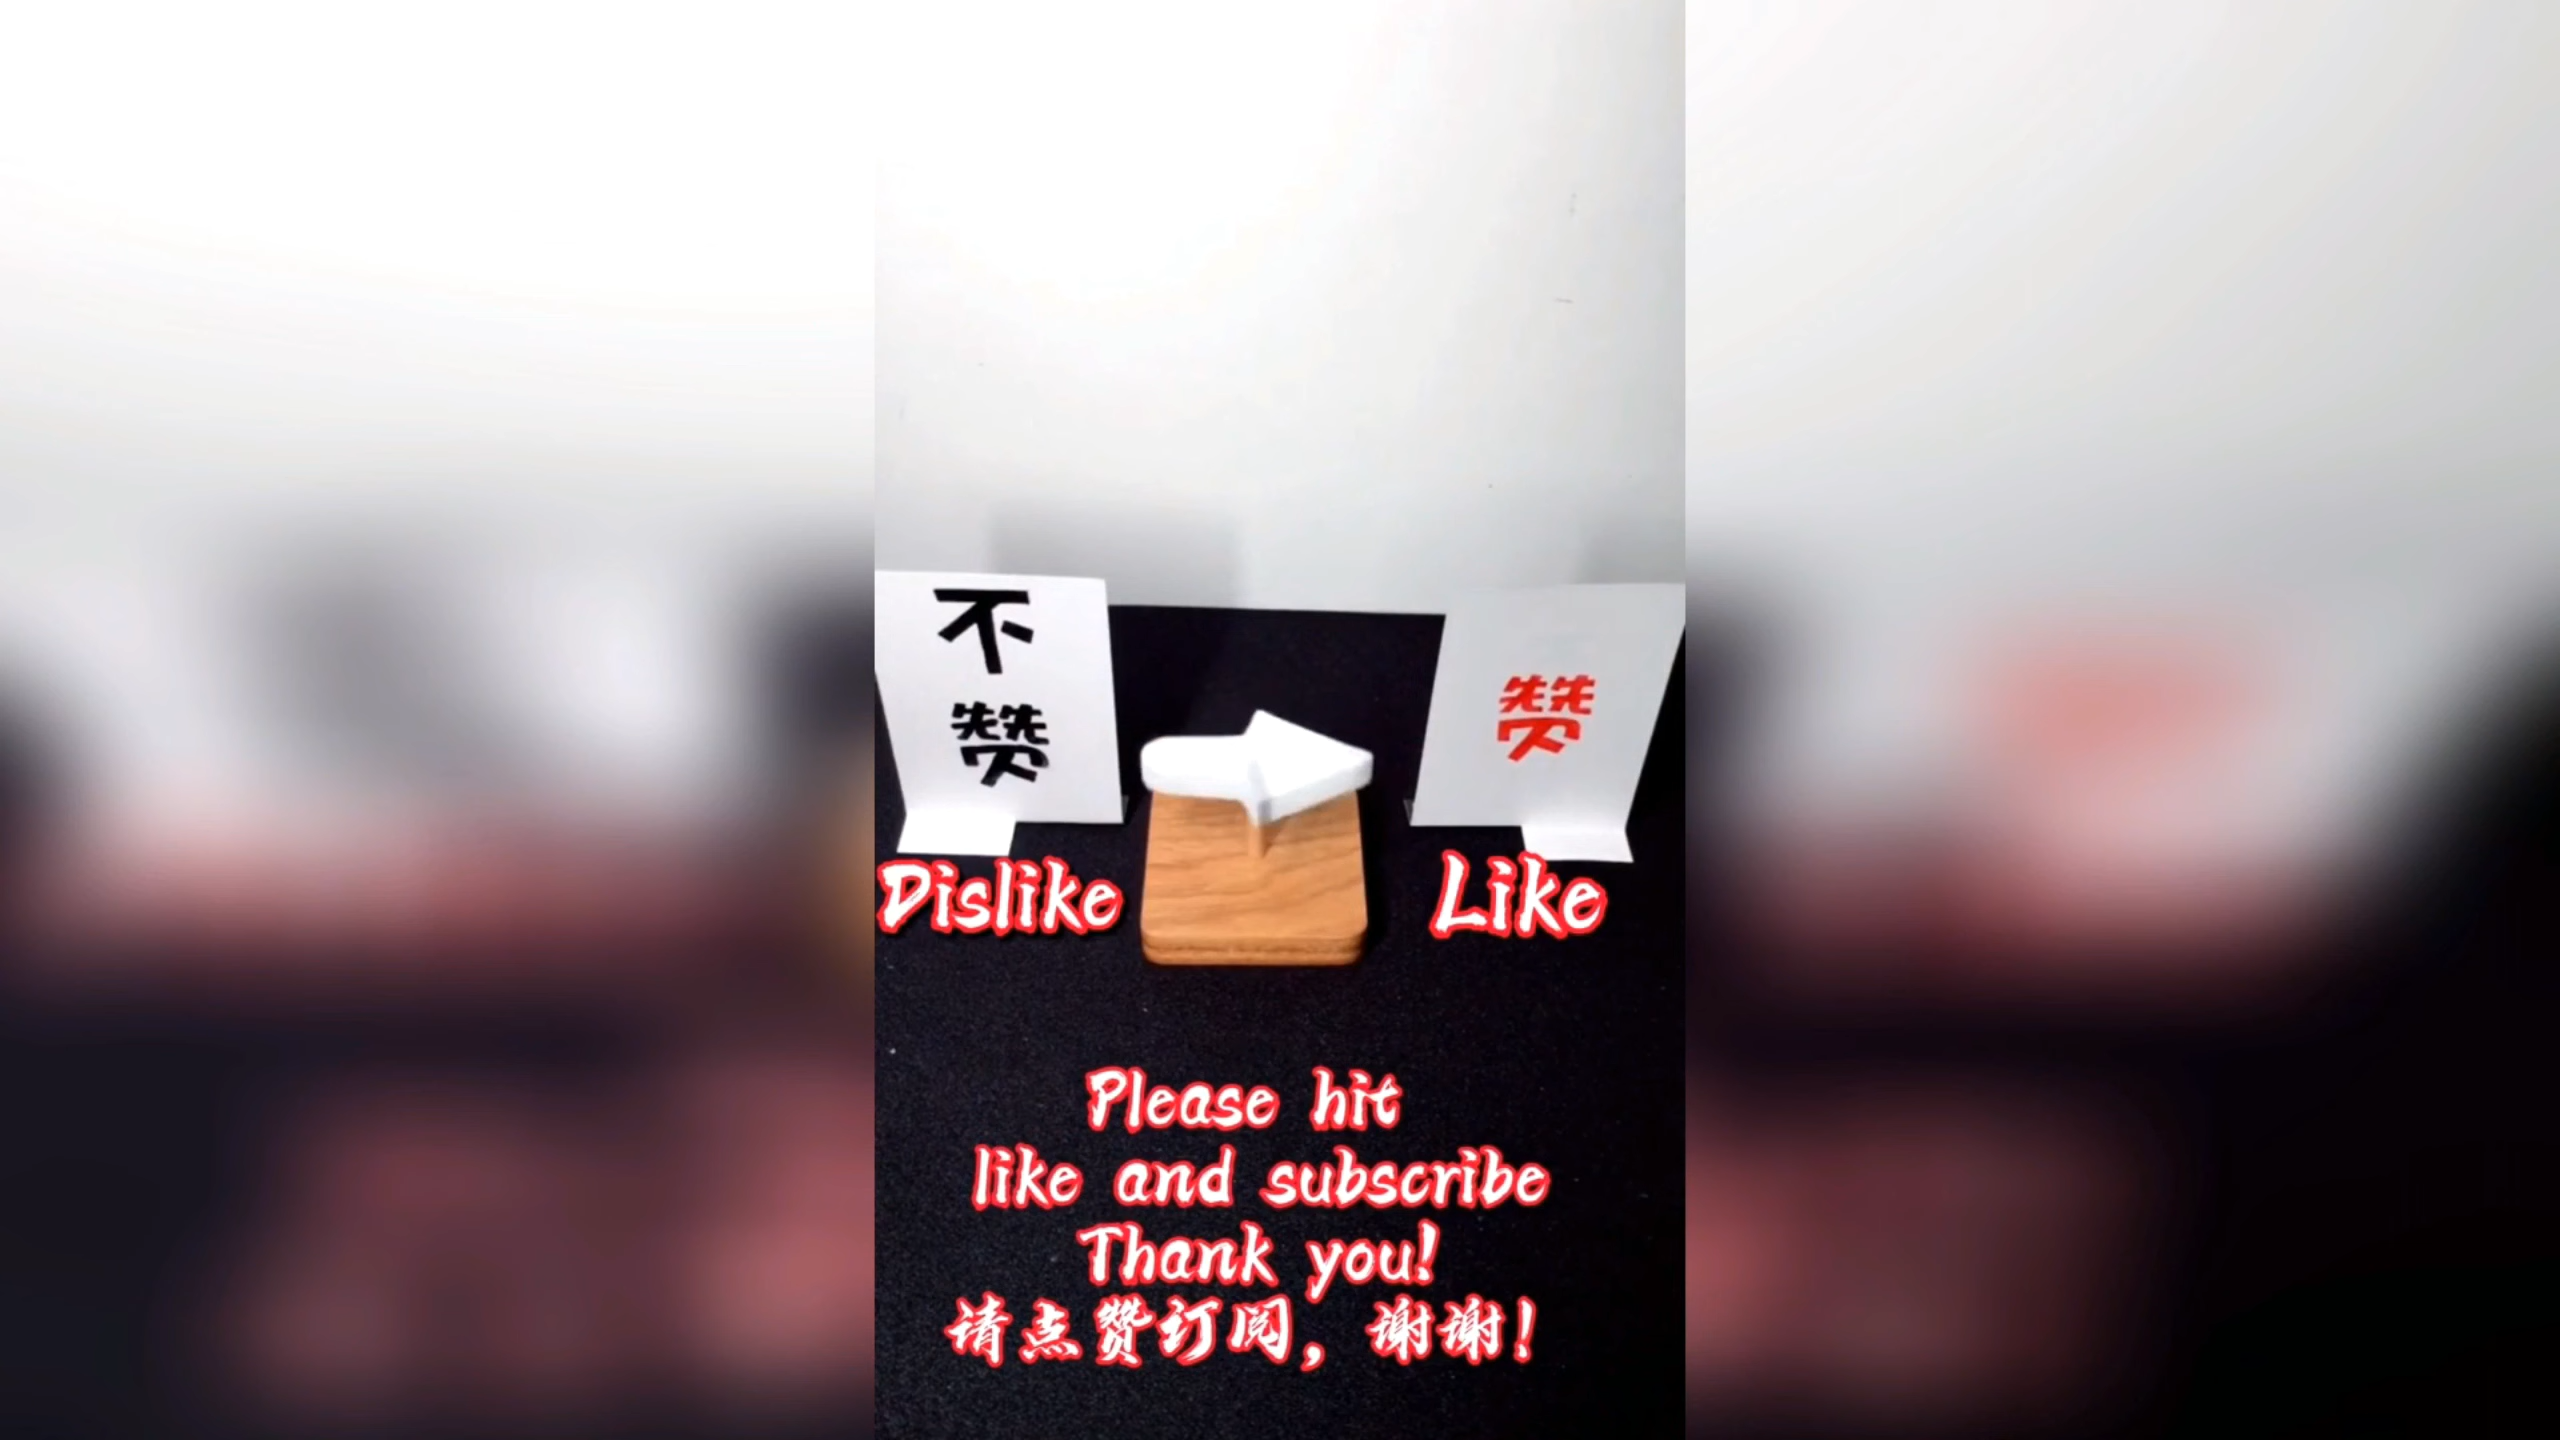 不
赞
赞
Dislike
Like
Please hit
like and subscribe
Thank you!
请点赞订阅，谢谢！